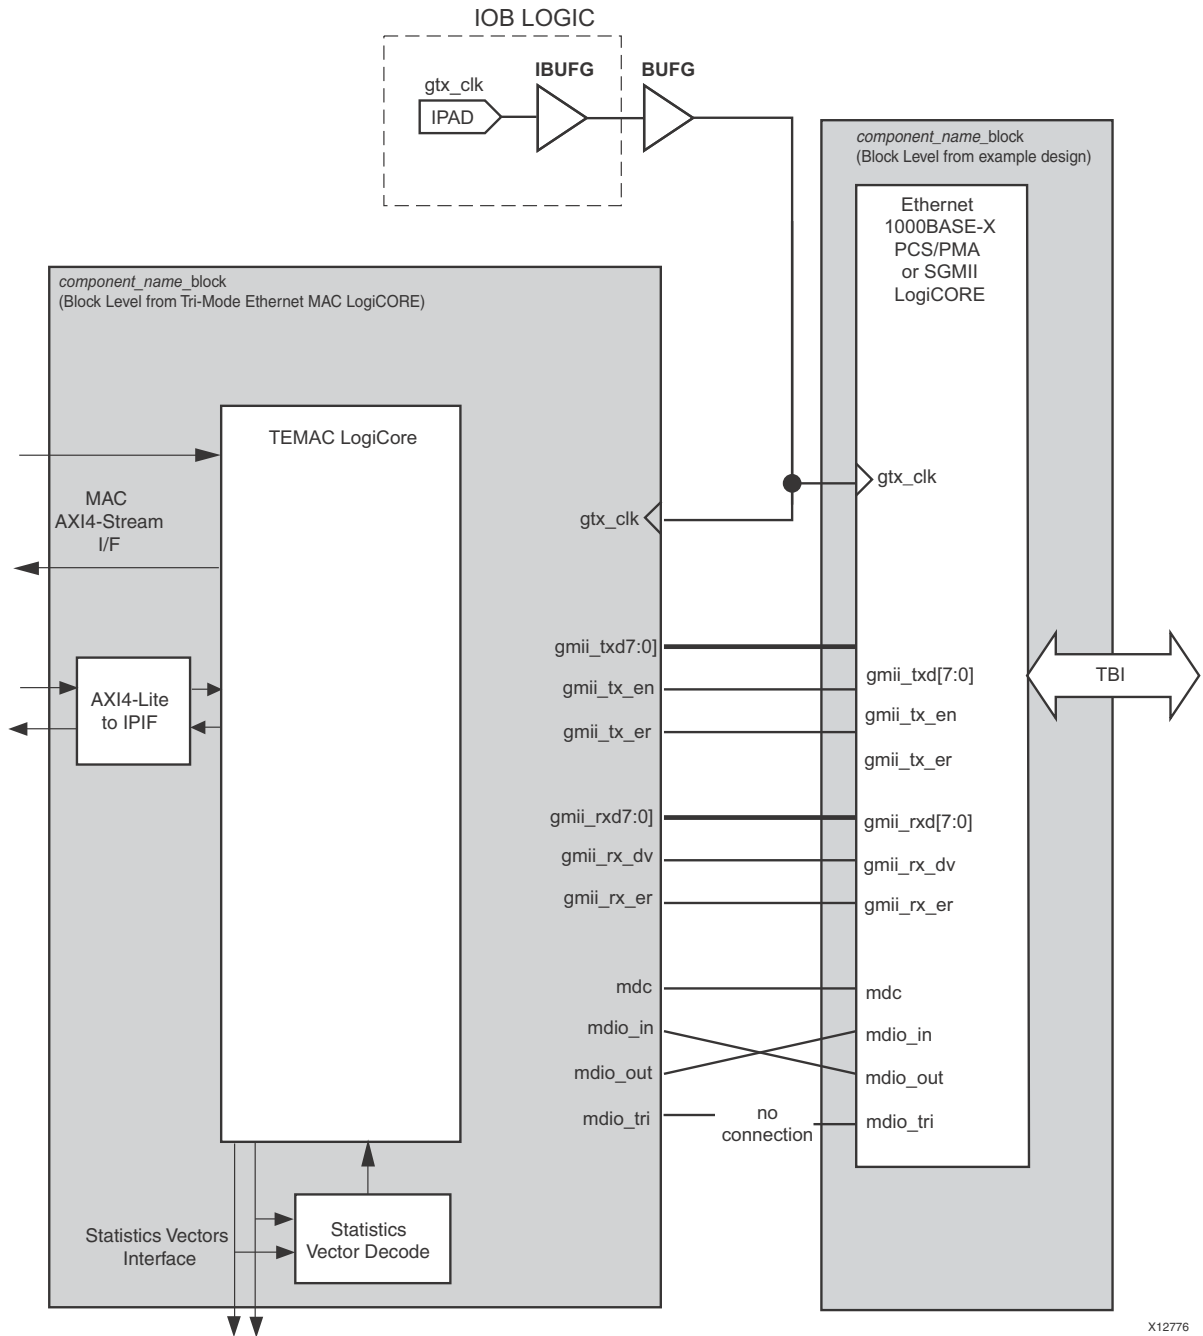 IOB LOGIC
IBUFG
BUFG
gtx_clk
IPAD
component_name_block
(Block Level from example design)
Ethernet
1000BASE-X
PCS/PMA
or SGMII
LogiCORE
component_name_block
(Block Level from Tri-Mode Ethernet MAC LogiCORE)
TEMAC LogiCore
MAC
AXI4-Stream
I/F
gtx_clk
gtx_clk
AXI4-Lite
to IPIF
gmii_txd7:0]
gmii_tx_en
gmii_tx_er
gmii_rxd7:0]
gmii_rx_dv
gmii_rx_er
mdc
mdio_in
mdio_out
mdio_tri
no
connection
gmii_txd[7:0]
gmii_tx_en
gmii_tx_er
gmii_rxd[7:0]
gmii_rx_dv
gmii_rx_er
mdc
mdio_in
mdio_out
mdio_tri
TBI
Statistics Vectors
Interface
Statistics
Vector Decode
X12776